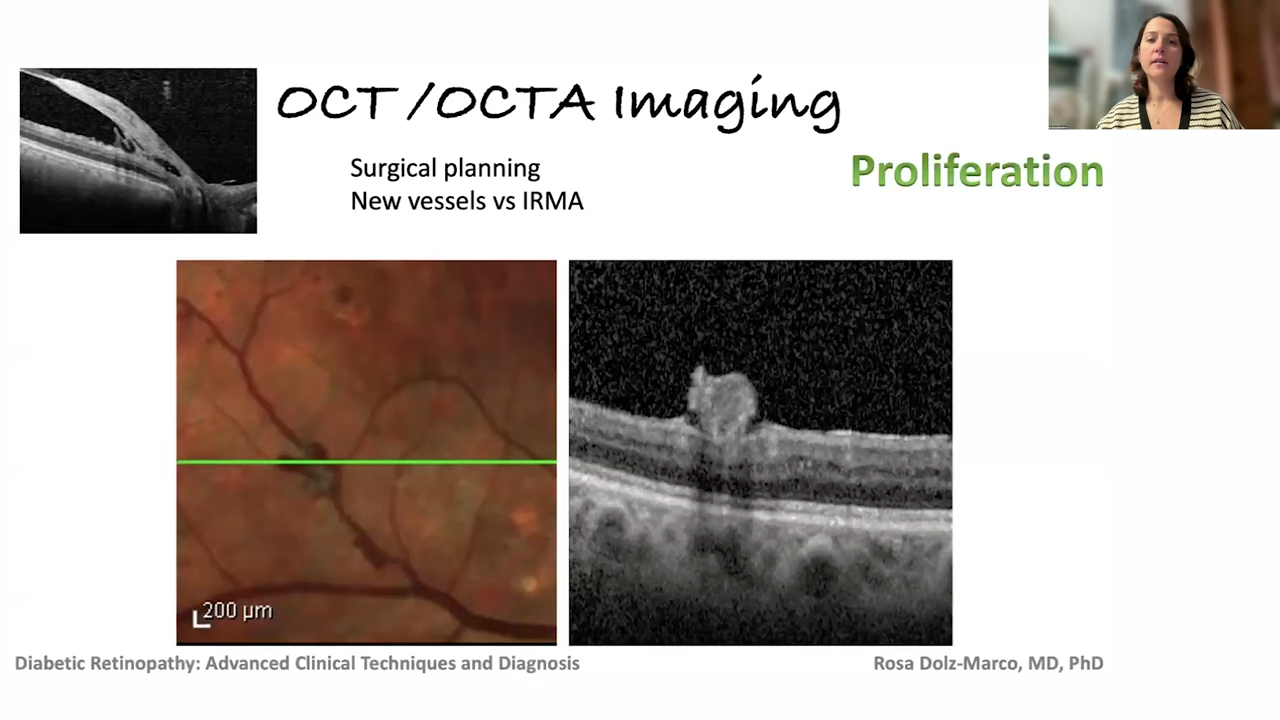 OCT /OCTA Imaging
Surgical planning
New vessels vs IRMA
Proliferation
200 µm
Diabetic Retinopathy: Advanced Clinical Techniques and Diagnosis
Rosa Dolz-Marco, MD, PhD